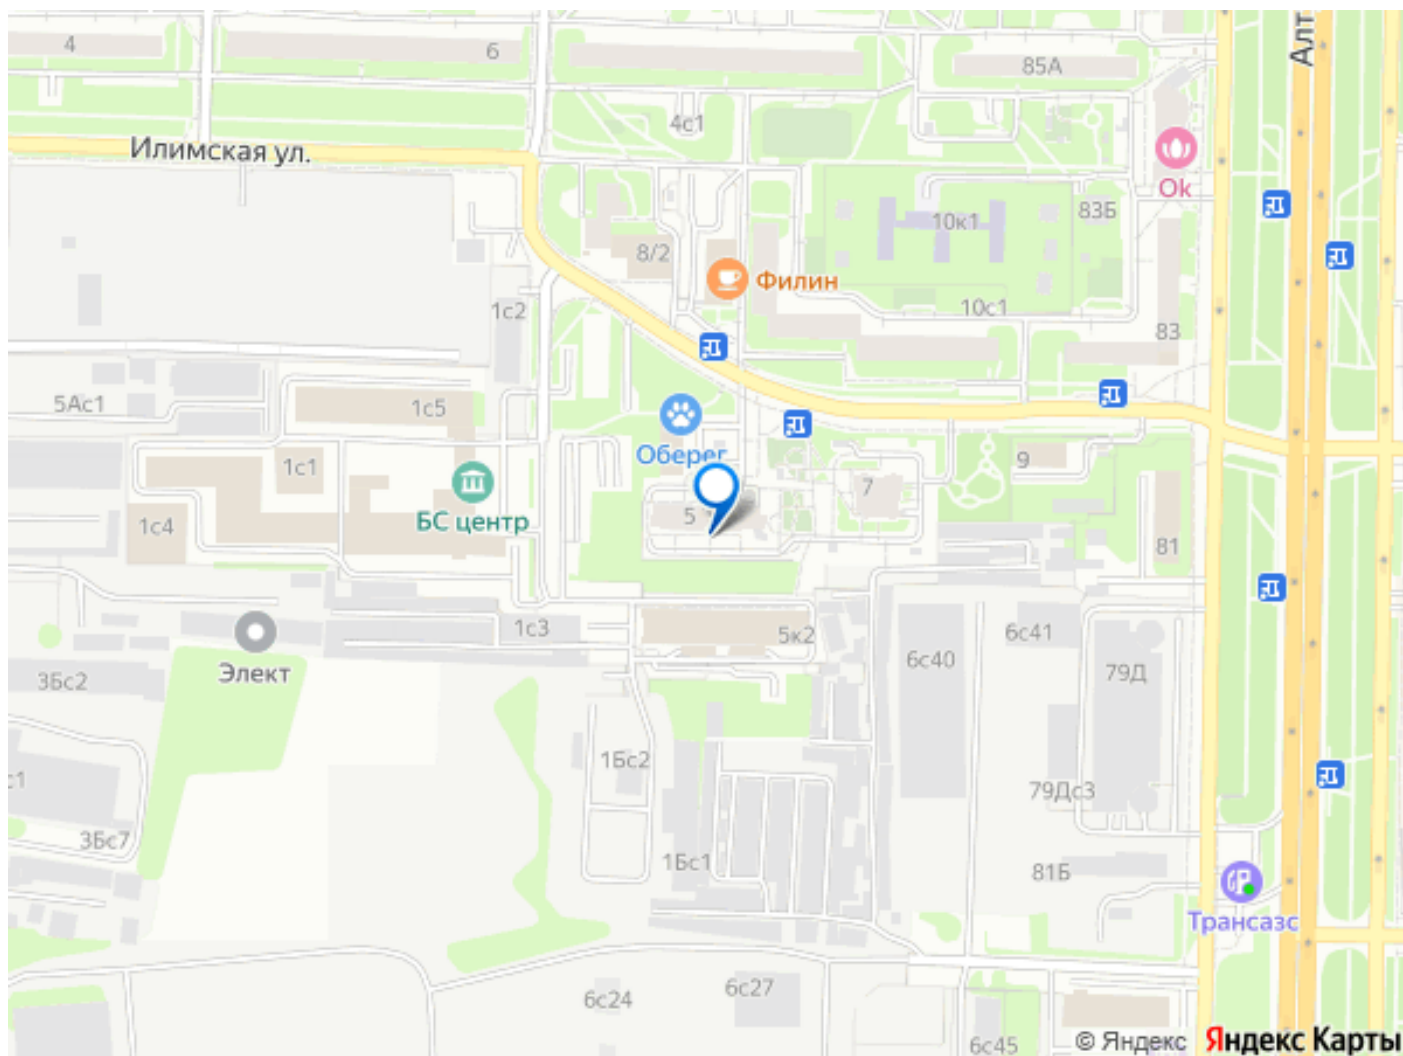 4
6
85А
Алт
4с1
Илимская ул.
Ok
83Б
10к1
8/2
Филин
10с1
1с2
83
5Ас1
1с5
Оберег
9
1с1
7
5
БС центр
1с4
81
1с3
5к2
6с41
6с40
Элект
79Д
3Бс2
1Бс2
с1
79Дс3
3Бс7
1Бс1
81Б
Трансазс
6с27
6с24
6с45
© Яндекс
Яндекс Карты